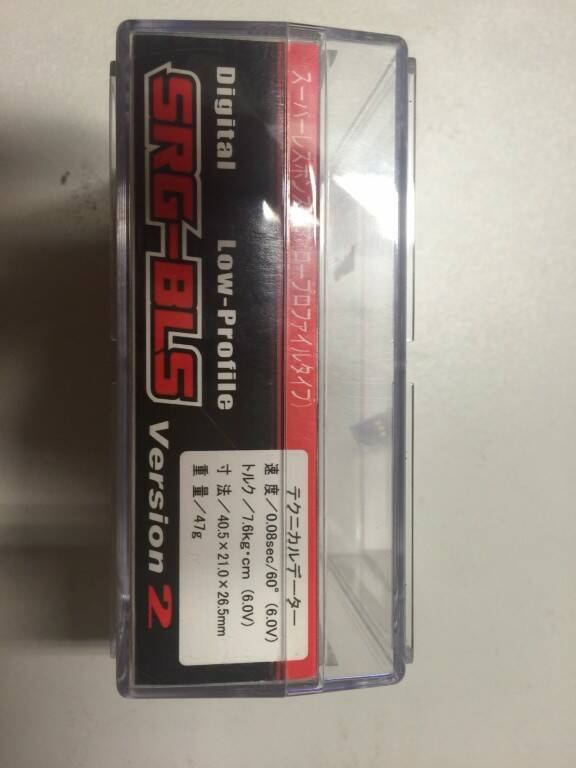 スーパーレスポンス(ロープロファイルタイプ)
Digital Low-Profile
SRG-BLS Version 2
テクニカルデーター
速 度/0.08sec/60°(6.0V)
トルク/7.6kg・cm (6.0V)
寸 法/40.5×21.0×26.5mm
重 量/47g